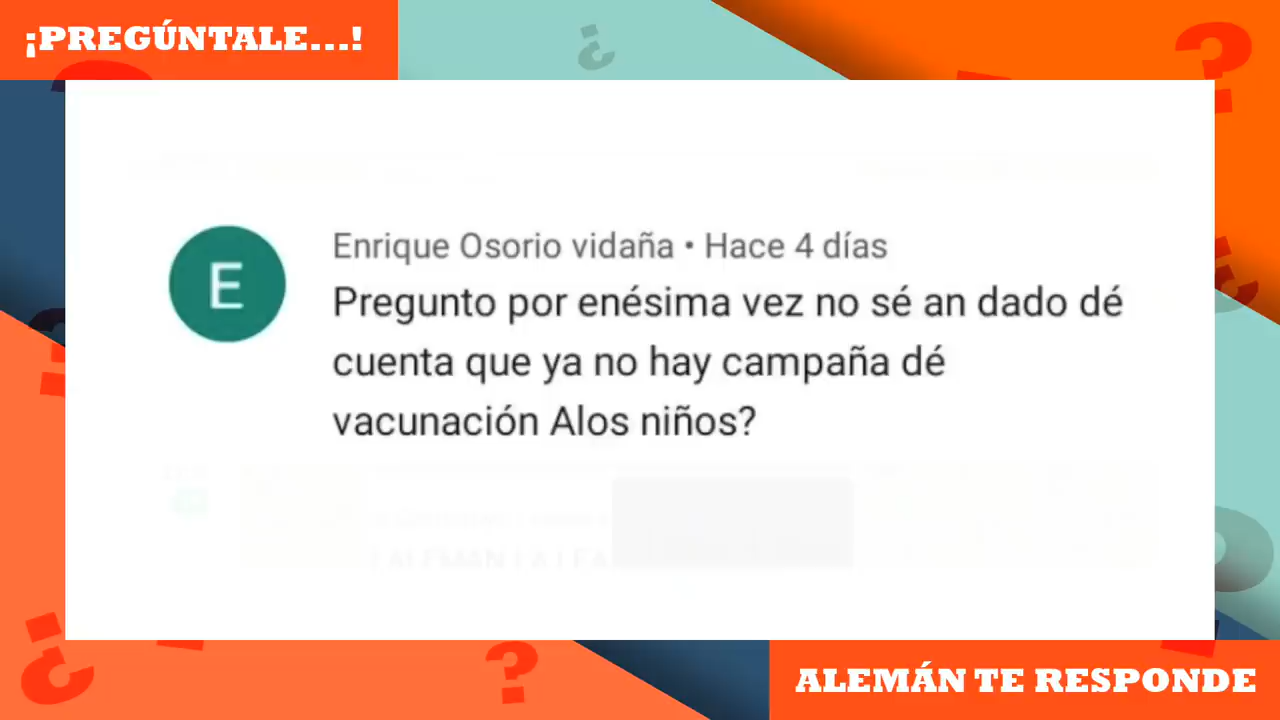 ¡PREGÚNTALE...!
E
Enrique Osorio vidaña • Hace 4 días
Pregunto por enésima vez no sé an dado dé
cuenta que ya no hay campaña dé
vacunación Alos niños?
ALEMÁN TE RESPONDE